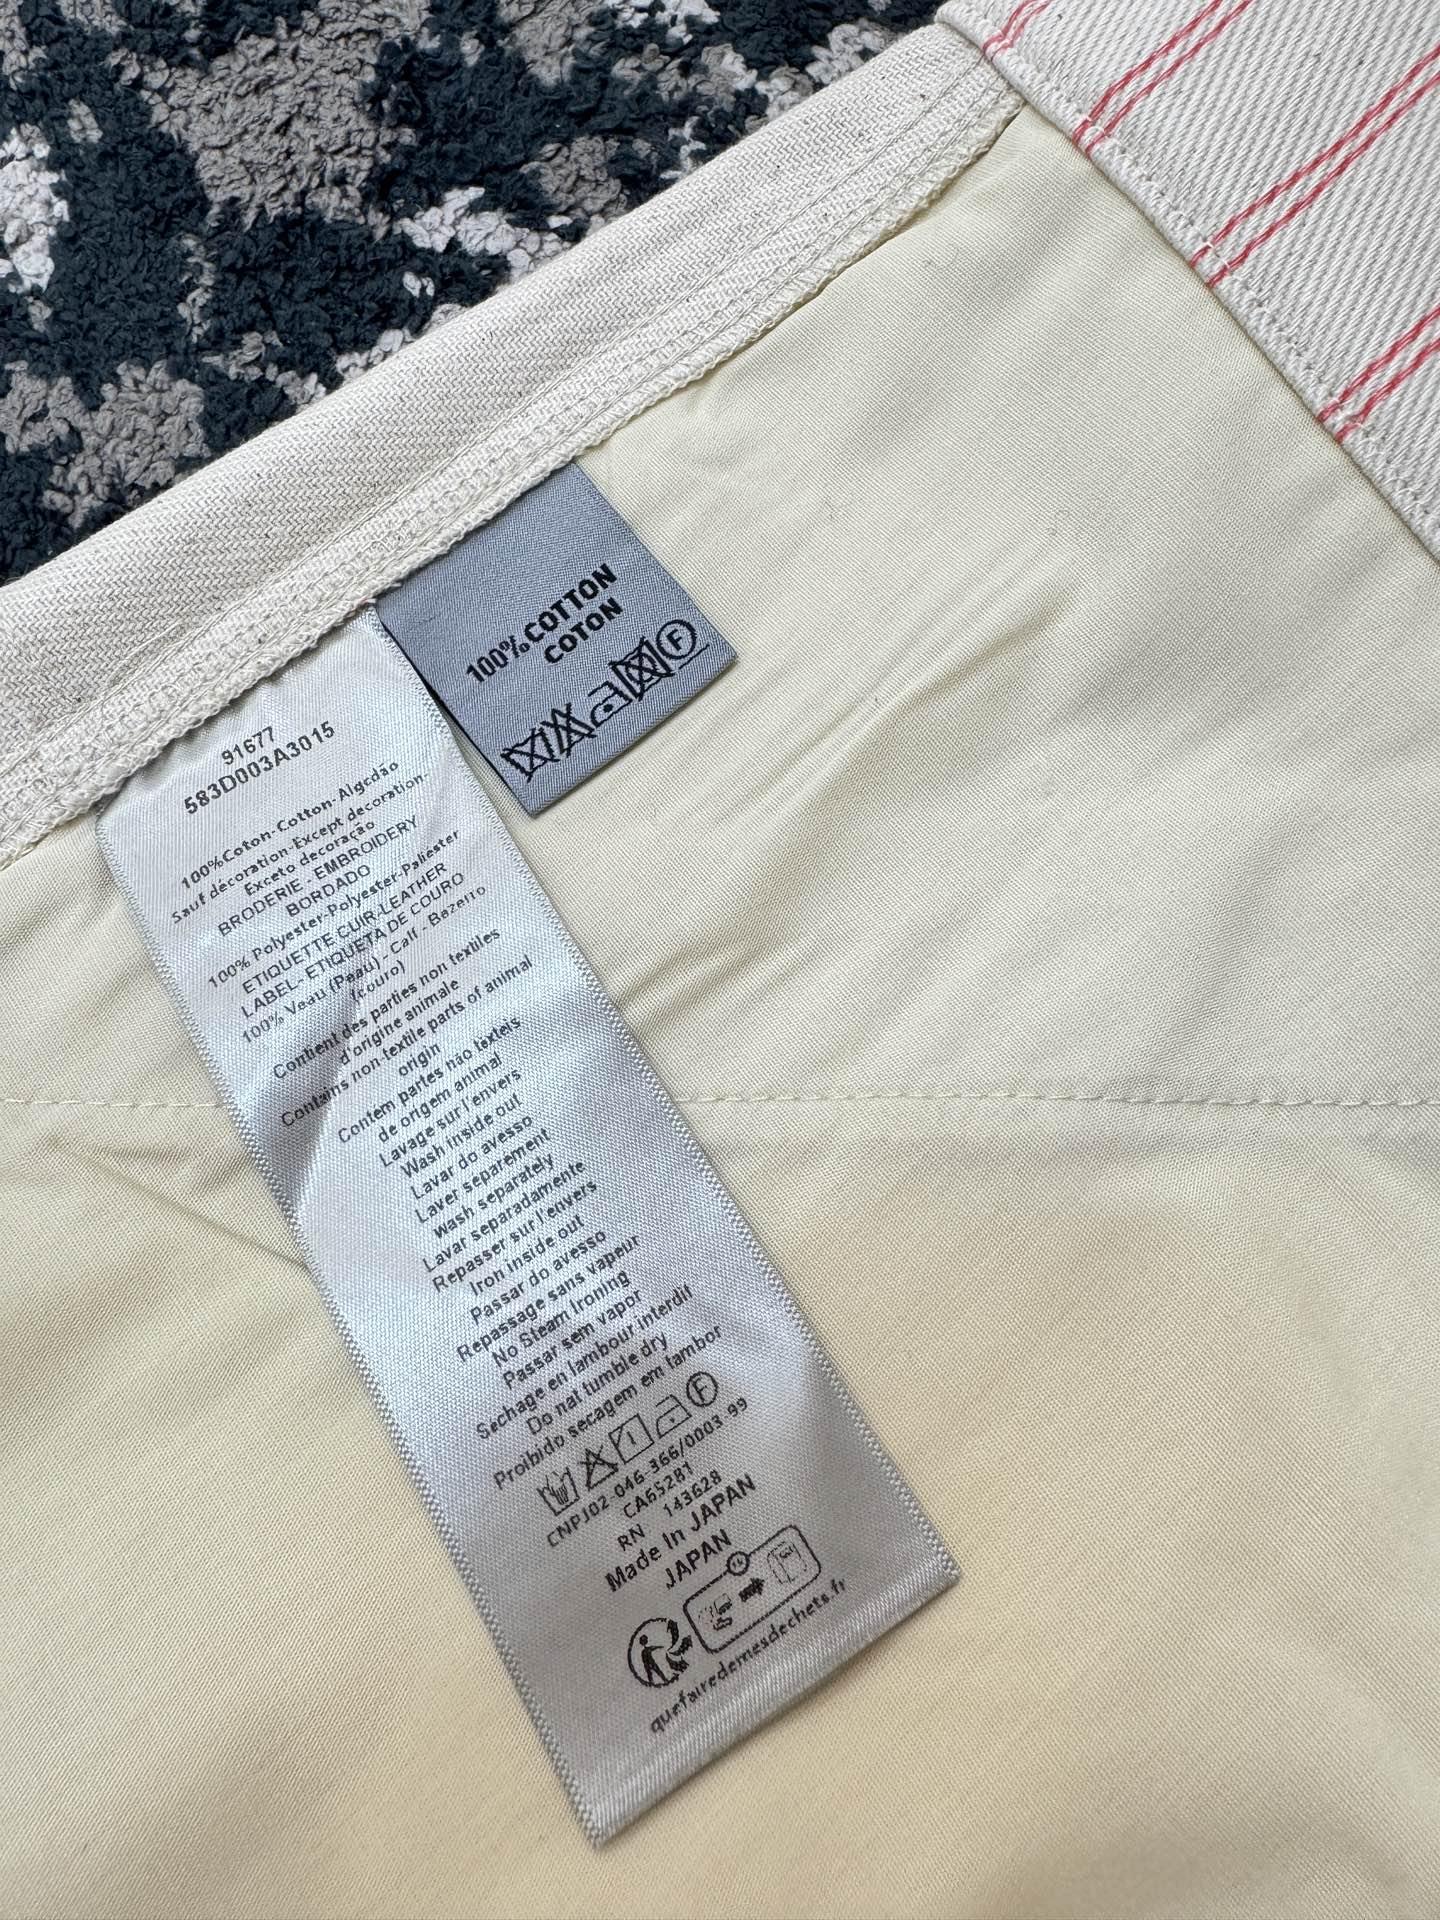 100%COTTON
COTON
F
91677
583D003A3015
100%Coton-Cotton-Algodão
Sauf décoration-Except decoration-
Exceto decoração
BRODERIE - EMBROIDERY
BORDADO
100% Polyester-Polyester-Poliester
ETIQUETTE CUIR-LEATHER
LABEL- ETIQUETA DE COURO
100% Veau (Peau) - Calf - Bezerro
(couro)
Contient des parties non textiles
d'origine animale
Contains non-textile parts of animal
origin
Contem partes não texteis
de origem animal
Lavage sur l'envers
Wash inside out
Lavar do avesso
Laver separement
Wash separately
Lavar separadamente
Repasser sur l'envers
Iron inside out
Passar do avesso
Repassage sans vapeur
No Steam Ironing
Passar sem vapor
Sechage en lambour interdit
Do nat tumble dry
Proibido secagem em tambor
F
CNPJ02-046-366/0003-99
CA65281
RN 143628
Made In JAPAN
JAPAN
quefairedemesdechets.fr